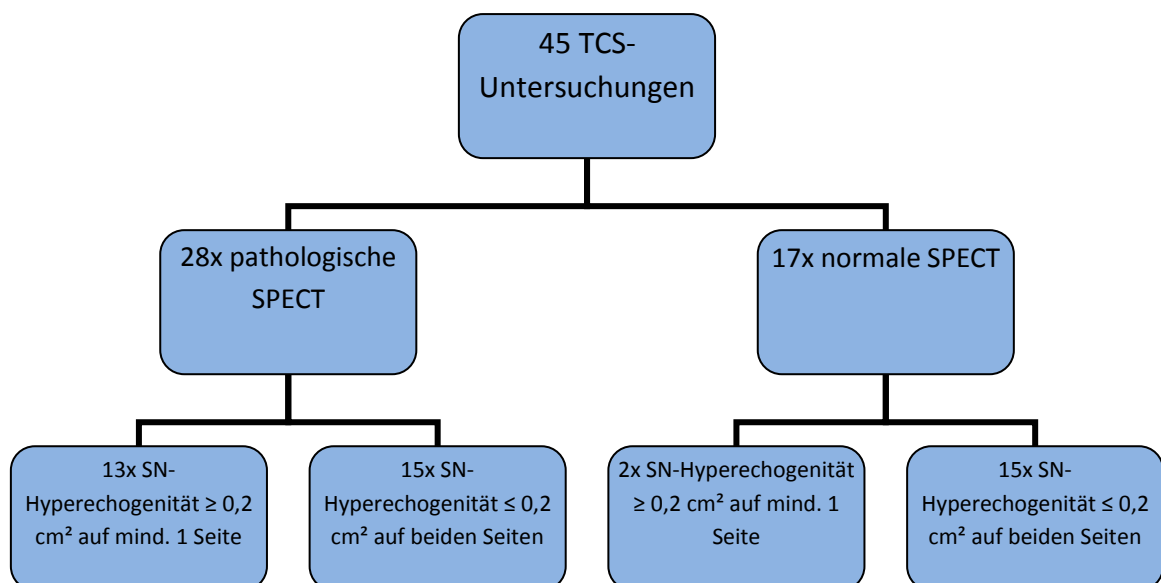 45 TCS-
Untersuchungen
28x pathologische
SPECT
17x normale SPECT
13x SN-
Hyperechogenität ≥ 0,2
cm² auf mind. 1 Seite
15x SN-
Hyperechogenität ≤ 0,2
cm² auf beiden Seiten
2x SN-Hyperechogenität
≥ 0,2 cm² auf mind. 1
Seite
15x SN-
Hyperechogenität ≤ 0,2
cm² auf beiden Seiten